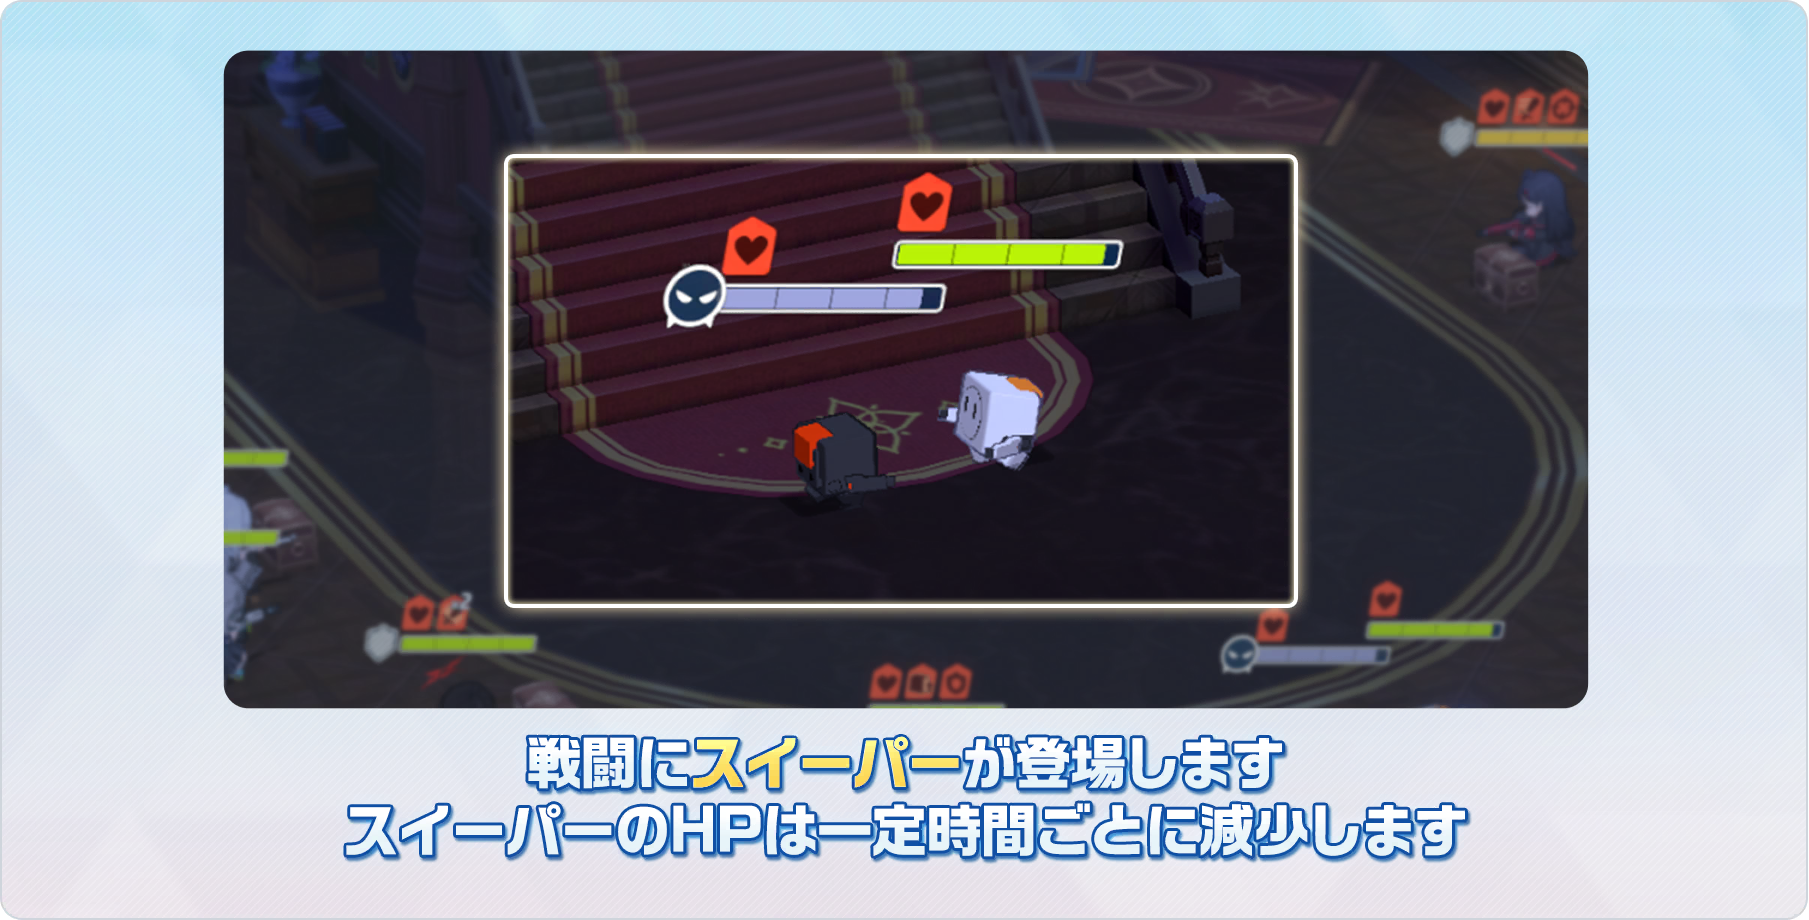 2
戦闘にスイーパーが登場します
スイーパーのHPは一定時間ごとに減少します